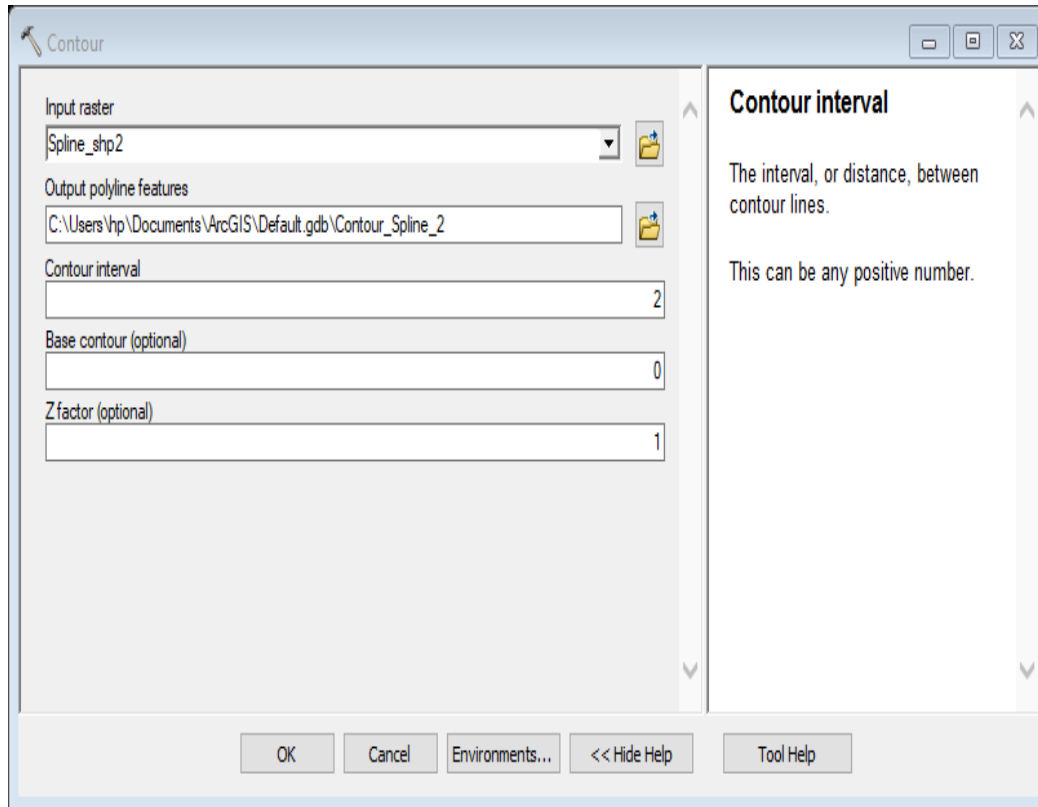 Contour
Input raster
Spline_shp2
Output polyline features
C:\Users\hp\Documents\ArcGIS\Default.gdb\Contour_Spline_2
Contour interval
2
Base contour (optional)
0
Z factor (optional)
1
Contour interval
The interval, or distance, between
contour lines.
This can be any positive number.
OK
Cancel
Environments...
<< Hide Help
Tool Help